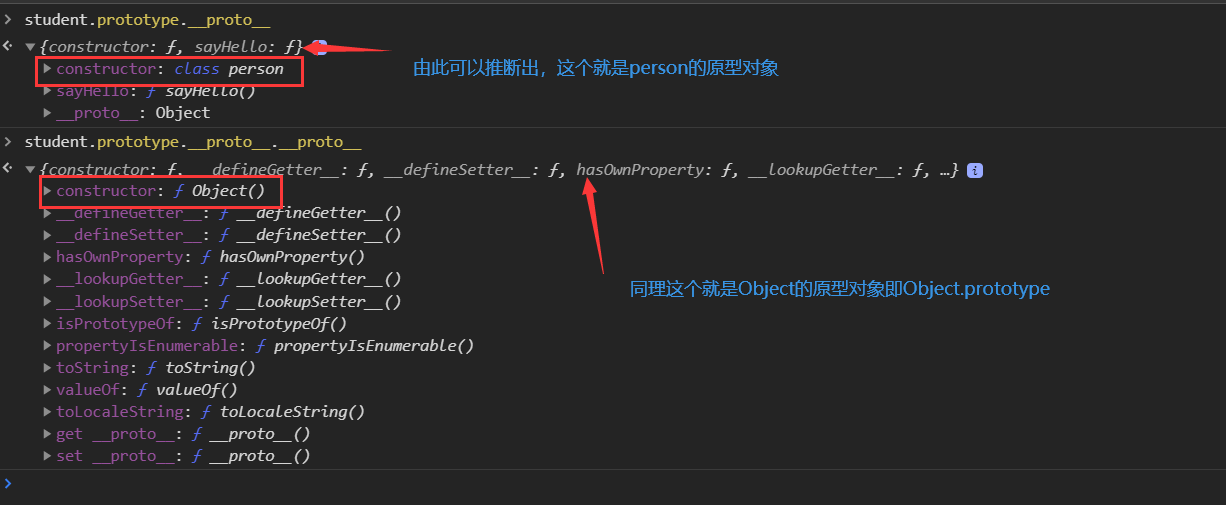 student.prototype.__proto__
{constructor: ƒ, sayHello: ƒ}
由此可以推断出，这个就是person的原型对象
constructor: class person
sayHello: ƒ sayHello()
__proto__: Object
student.prototype.__proto__.__proto__
{constructor: ƒ, __defineGetter__: ƒ, __defineSetter__: ƒ, hasOwnProperty: ƒ, __lookupGetter__: ƒ, …} i
constructor: ƒ Object()
__defineGetter__: ƒ __defineGetter__()
__defineSetter__: ƒ __defineSetter__()
hasOwnProperty: ƒ hasOwnProperty()
__lookupGetter__: ƒ __lookupGetter__()
同理这个就是Object的原型对象即Object.prototype
__lookupSetter__: ƒ __lookupSetter__()
isPrototypeOf: ƒ isPrototypeOf()
propertyIsEnumerable: ƒ propertyIsEnumerable()
toString: ƒ toString()
valueOf: ƒ valueOf()
toLocaleString: ƒ toLocaleString()
get __proto__: ƒ __proto__()
set __proto__: ƒ __proto__()